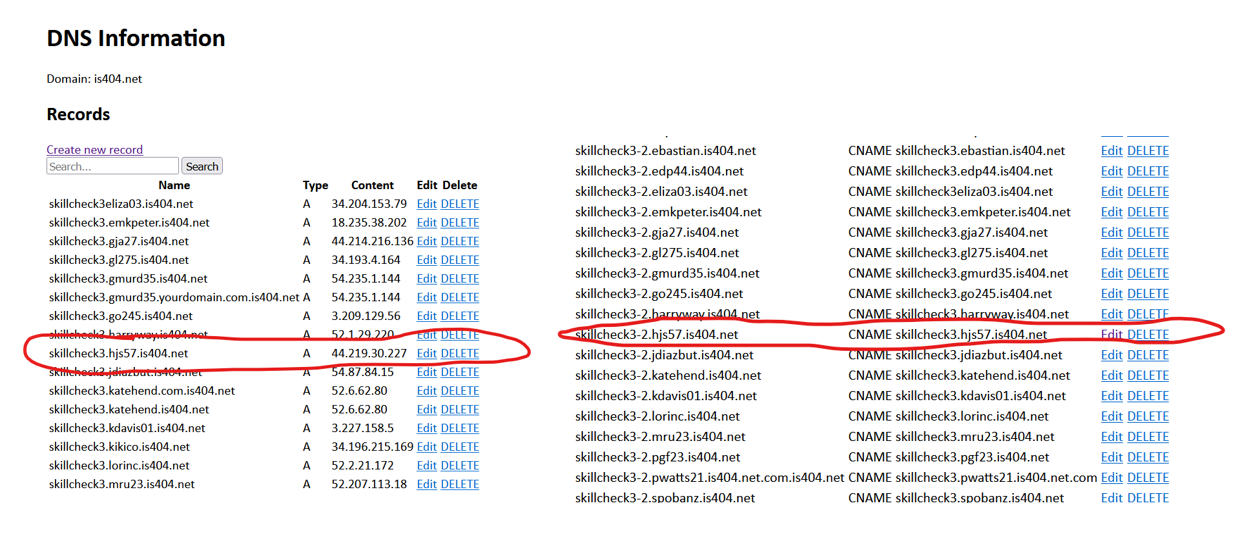 DNS Information
Domain: is404.net
Records
Create new record
Search... Search
Name Type Content Edit Delete
skillcheck3eliza03.is404.net A 34.204.153.79 Edit DELETE
skillcheck3.emkpeter.is404.net A 18.235.38.202 Edit DELETE
skillcheck3.gja27.is404.net A 44.214.216.136 Edit DELETE
skillcheck3.gl275.is404.net A 34.193.4.164 Edit DELETE
skillcheck3.gmurd35.is404.net A 54.235.1.144 Edit DELETE
skillcheck3.gmurd35.yourdomain.com.is404.net A 54.235.1.144 Edit DELETE
skillcheck3.go245.is404.net A 3.209.129.56 Edit DELETE
skillcheck3.harryway.is404.net A 52.1.29.220 Edit DELETE
skillcheck3.hjs57.is404.net A 44.219.30.227 Edit DELETE
skillcheck3.jdiazbut.is404.net A 54.87.84.15 Edit DELETE
skillcheck3.katehend.com.is404.net A 52.6.62.80 Edit DELETE
skillcheck3.katehend.is404.net A 52.6.62.80 Edit DELETE
skillcheck3.kdavis01.is404.net A 3.227.158.5 Edit DELETE
skillcheck3.kikico.is404.net A 34.196.215.169 Edit DELETE
skillcheck3.lorinc.is404.net A 52.2.21.172 Edit DELETE
skillcheck3.mru23.is404.net A 52.207.113.18 Edit DELETE
skillcheck3-2.ebastian.is404.net CNAME skillcheck3.ebastian.is404.net Edit DELETE
skillcheck3-2.edp44.is404.net CNAME skillcheck3.edp44.is404.net Edit DELETE
skillcheck3-2.eliza03.is404.net CNAME skillcheck3eliza03.is404.net Edit DELETE
skillcheck3-2.emkpeter.is404.net CNAME skillcheck3.emkpeter.is404.net Edit DELETE
skillcheck3-2.gja27.is404.net CNAME skillcheck3.gja27.is404.net Edit DELETE
skillcheck3-2.gl275.is404.net CNAME skillcheck3.gl275.is404.net Edit DELETE
skillcheck3-2.gmurd35.is404.net CNAME skillcheck3.gmurd35.is404.net Edit DELETE
skillcheck3-2.go245.is404.net CNAME skillcheck3.go245.is404.net Edit DELETE
skillcheck3-2.harryway.is404.net CNAME skillcheck3.harryway.is404.net Edit DELETE
skillcheck3-2.hjs57.is404.net CNAME skillcheck3.hjs57.is404.net Edit DELETE
skillcheck3-2.jdiazbut.is404.net CNAME skillcheck3.jdiazbut.is404.net Edit DELETE
skillcheck3-2.katehend.is404.net CNAME skillcheck3.katehend.is404.net Edit DELETE
skillcheck3-2.kdavis01.is404.net CNAME skillcheck3.kdavis01.is404.net Edit DELETE
skillcheck3-2.lorinc.is404.net CNAME skillcheck3.lorinc.is404.net Edit DELETE
skillcheck3-2.mru23.is404.net CNAME skillcheck3.mru23.is404.net Edit DELETE
skillcheck3-2.pgf23.is404.net CNAME skillcheck3.pgf23.is404.net Edit DELETE
skillcheck3-2.pwatts21.is404.net.com.is404.net CNAME skillcheck3.pwatts21.is404.net.com Edit DELETE
skillcheck3-2.spobanz.is404.net CNAME skillcheck3.spobanz.is404.net Edit DELETE